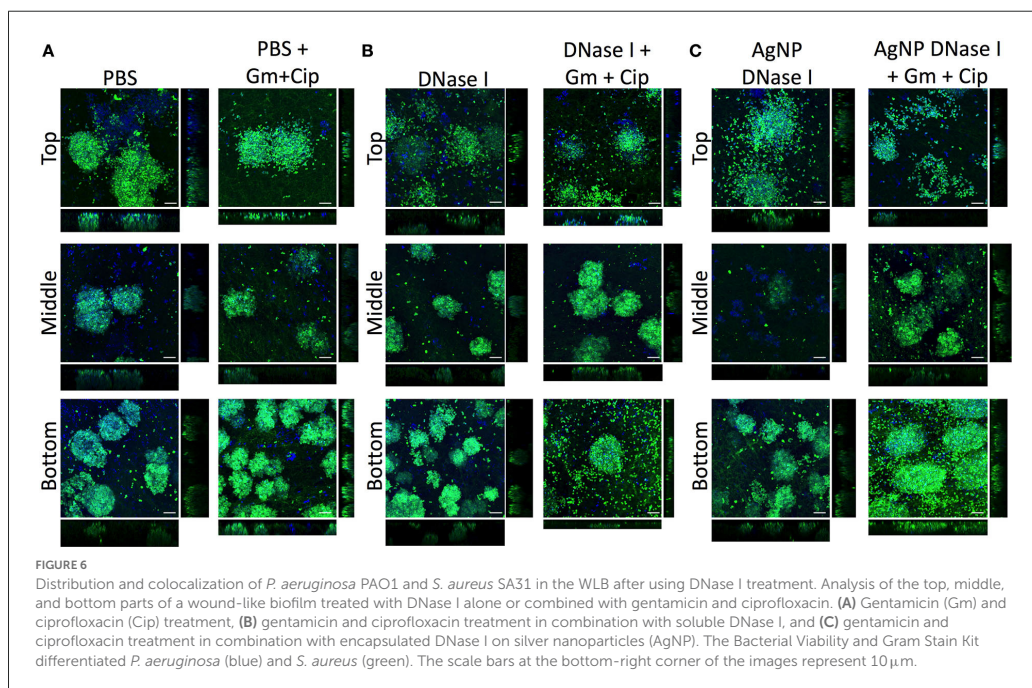 A
PBS
PBS +
Gm+Cip
B
DNase I
DNase I +
Gm + Cip
C
AgNP
DNase I
AgNP DNase I
+ Gm + Cip
Top
Top
Top
Middle
Middle
Middle
Bottom
Bottom
Bottom
FIGURE 6
Distribution and colocalization of P. aeruginosa PAO1 and S. aureus SA31 in the WLB after using DNase I treatment. Analysis of the top, middle,
and bottom parts of a wound-like biofilm treated with DNase I alone or combined with gentamicin and ciprofloxacin. (A) Gentamicin (Gm) and
ciprofloxacin (Cip) treatment, (B) gentamicin and ciprofloxacin treatment in combination with soluble DNase I, and (C) gentamicin and
ciprofloxacin treatment in combination with encapsulated DNase I on silver nanoparticles (AgNP). The Bacterial Viability and Gram Stain Kit
differentiated P. aeruginosa (blue) and S. aureus (green). The scale bars at the bottom-right corner of the images represent 10 μm.